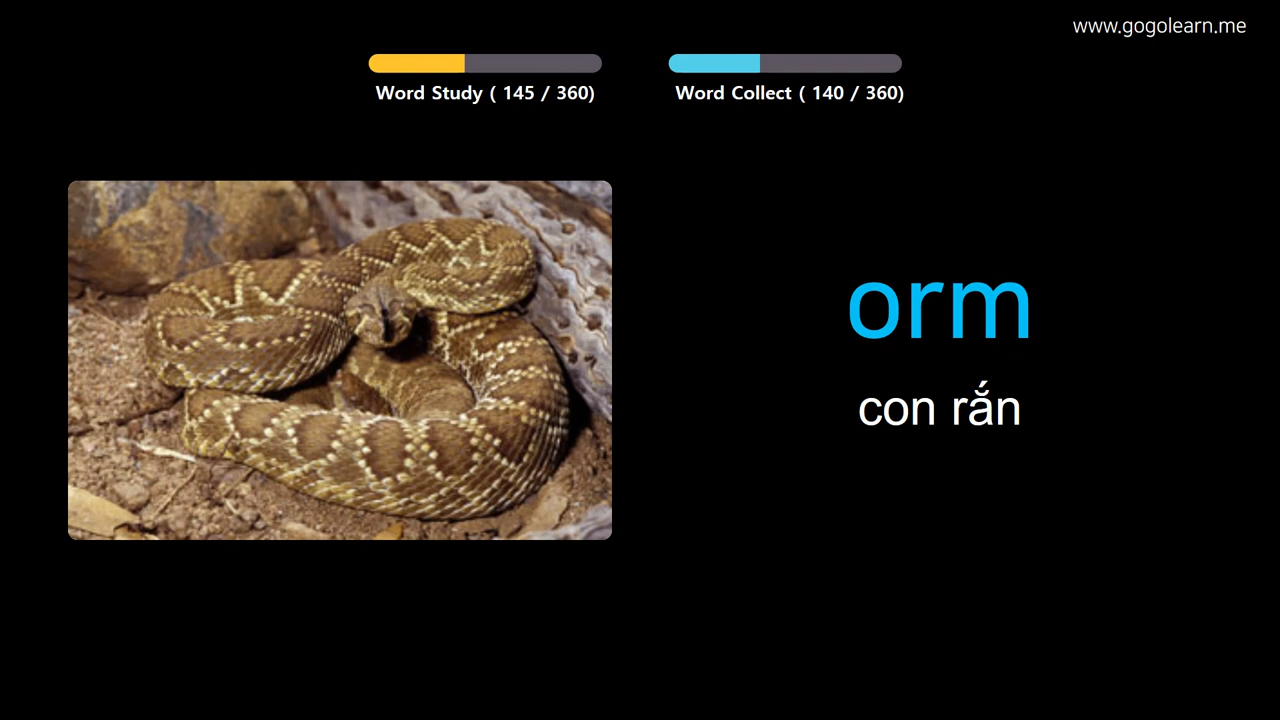 www.gogolearn.me
Word Study ( 145 / 360)
Word Collect ( 140 / 360)
orm
con rắn